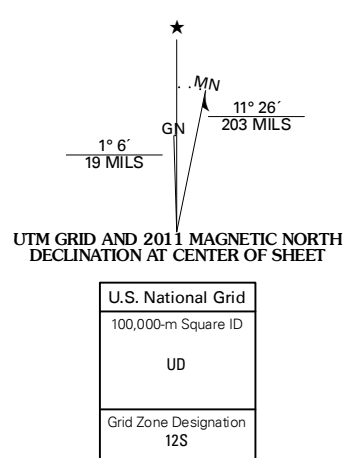 ★
MN
11° 26´
203 MILS
GN
1° 6´
19 MILS
UTM GRID AND 2011 MAGNETIC NORTH
DECLINATION AT CENTER OF SHEET
U.S. National Grid
100,000-m Square ID
UD
Grid Zone Designation
12S